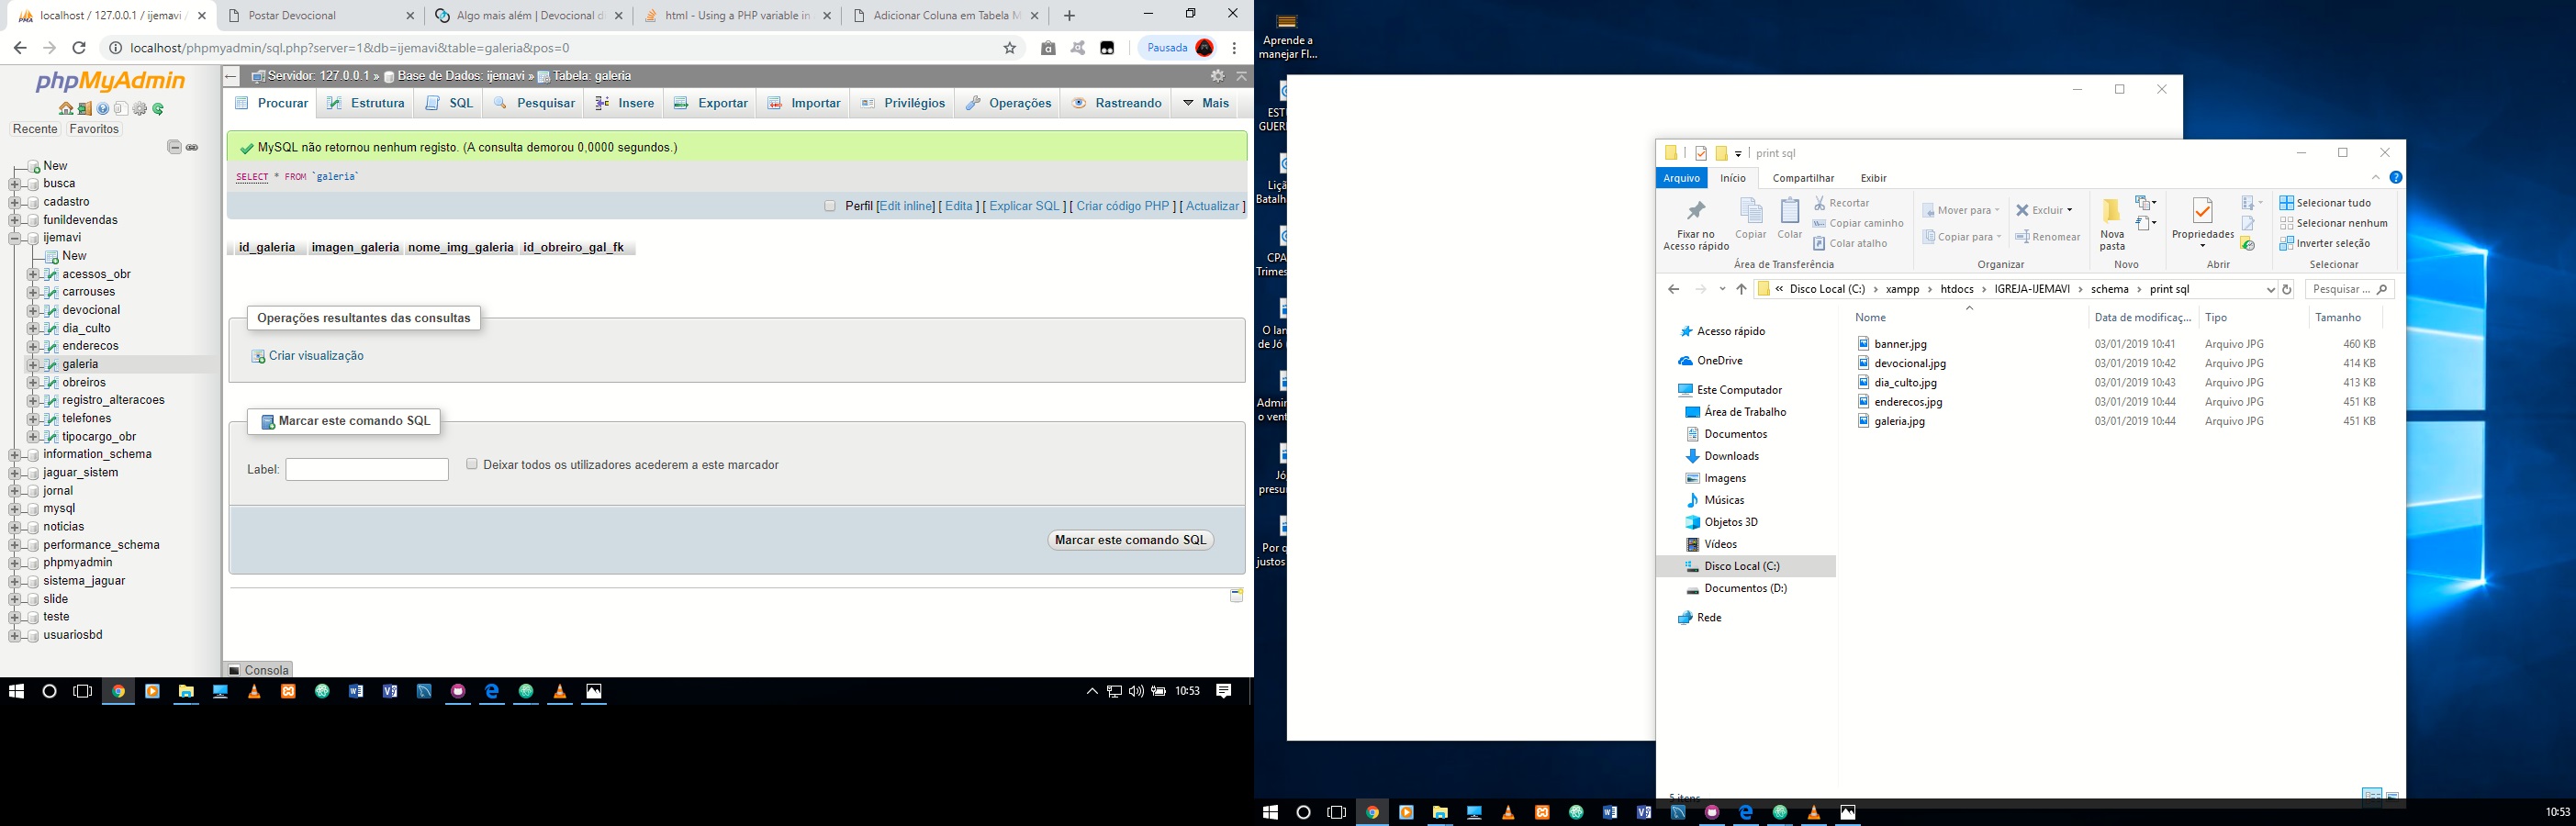 localhost / 127.0.0.1 / ijemavi /
Postar Devocional
Algo mais além | Devocional di
html - Using a PHP variable in
Adicionar Coluna em Tabela M
localhost/phpmyadmin/sql.php?server=1&db=ijemavi&table=galeria&pos=0
Pausada
phpMyAdmin
Recente Favoritos
New
busca
cadastro
funildevendas
ijemavi
New
acessos_obr
carrouses
devocional
dia_culto
enderecos
galeria
obreiros
registro_alteracoes
telefones
tipocargo_obr
information_schema
jaguar_sistem
jornal
mysql
noticias
performance_schema
phpmyadmin
sistema_jaguar
slide
teste
usuariosbd
Servidor: 127.0.0.1 » Base de Dados: ijemavi » Tabela: galeria
Procurar Estrutura SQL Pesquisar Insere Exportar Importar Privilégios Operações Rastreando Mais
MySQL não retornou nenhum registo. (A consulta demorou 0,0000 segundos.)
SELECT * FROM `galeria`
Perfil [Edit inline] [ Edita ] [ Explicar SQL ] [ Criar código PHP ] [ Actualizar ]
id_galeria imagen_galeria nome_img_galeria id_obreiro_gal_fk
Operações resultantes das consultas
Criar visualização
Marcar este comando SQL
Label:
Deixar todos os utilizadores acederem a este marcador
Marcar este comando SQL
Consola
10:53
Aprende a
manejar Fl...
GUER
Batalh
CPA
Trimes
de Jó
o vent
Jó
presu
Por q
justos
print sql
Arquivo Início Compartilhar Exibir
Fixar no
Acesso rápido
Copiar
Colar
Recortar
Copiar caminho
Colar atalho
Área de Transferência
Mover para
Copiar para
Excluir
Renomear
Organizar
Nova
pasta
Novo
Propriedades
Abrir
Selecionar tudo
Selecionar nenhum
Inverter seleção
Selecionar
« Disco Local (C:) › xampp › htdocs › IGREJA-IJEMAVI › schema › print sql
Pesquisar ...
Acesso rápido
OneDrive
Este Computador
Área de Trabalho
Documentos
Downloads
Imagens
Músicas
Objetos 3D
Vídeos
Disco Local (C:)
Documentos (D:)
Rede
Nome Data de modificaç... Tipo Tamanho
banner.jpg 03/01/2019 10:41 Arquivo JPG 460 KB
devocional.jpg 03/01/2019 10:42 Arquivo JPG 414 KB
dia_culto.jpg 03/01/2019 10:43 Arquivo JPG 413 KB
enderecos.jpg 03/01/2019 10:44 Arquivo JPG 451 KB
galeria.jpg 03/01/2019 10:44 Arquivo JPG 451 KB
5 itens
10:53